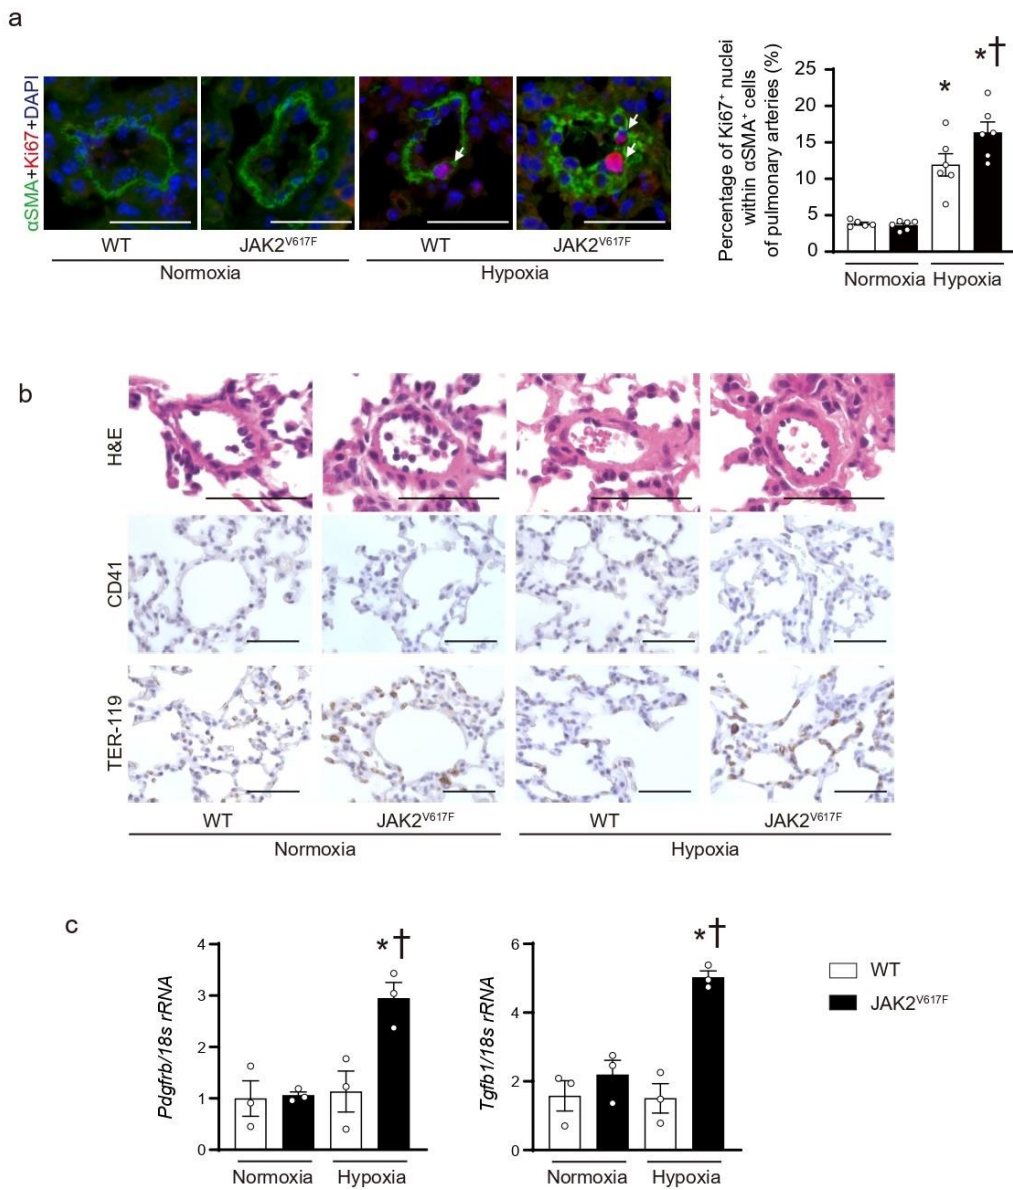 a
αSMA+Ki67+DAPI
WT
JAK2V617F
WT
JAK2V617F
Normoxia
Hypoxia
Percentage of Ki67+ nuclei
within αSMA+ cells
of pulmonary arteries (%)
25
20
15
10
5
0
*
*†
Normoxia
Hypoxia
b
H&E
CD41
TER-119
WT
JAK2V617F
WT
JAK2V617F
Normoxia
Hypoxia
c
Pdgfrb/18s rRNA
4
3
2
1
0
*†
Normoxia
Hypoxia
Tgfb1/18s rRNA
6
4
2
0
*†
Normoxia
Hypoxia
WT
JAK2V617F